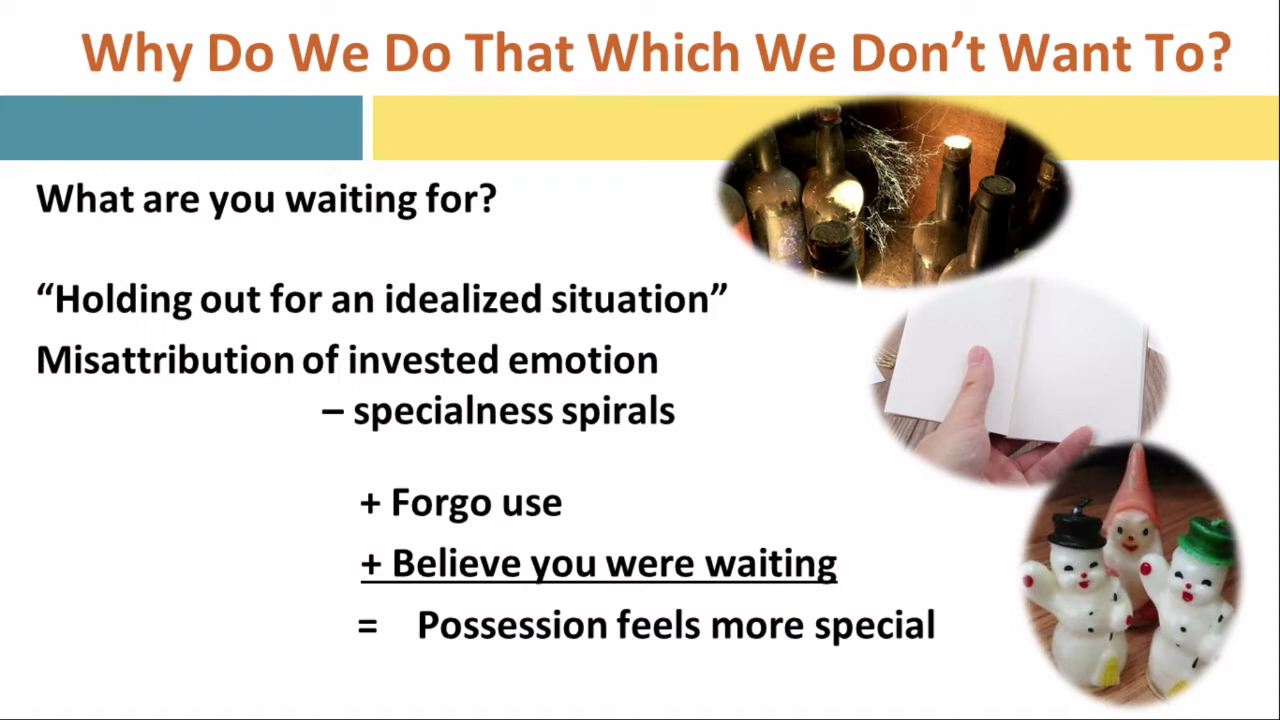 Why Do We Do That Which We Don’t Want To?
What are you waiting for?
“Holding out for an idealized situation”
Misattribution of invested emotion
– specialness spirals
+ Forgo use
+ Believe you were waiting
= Possession feels more special